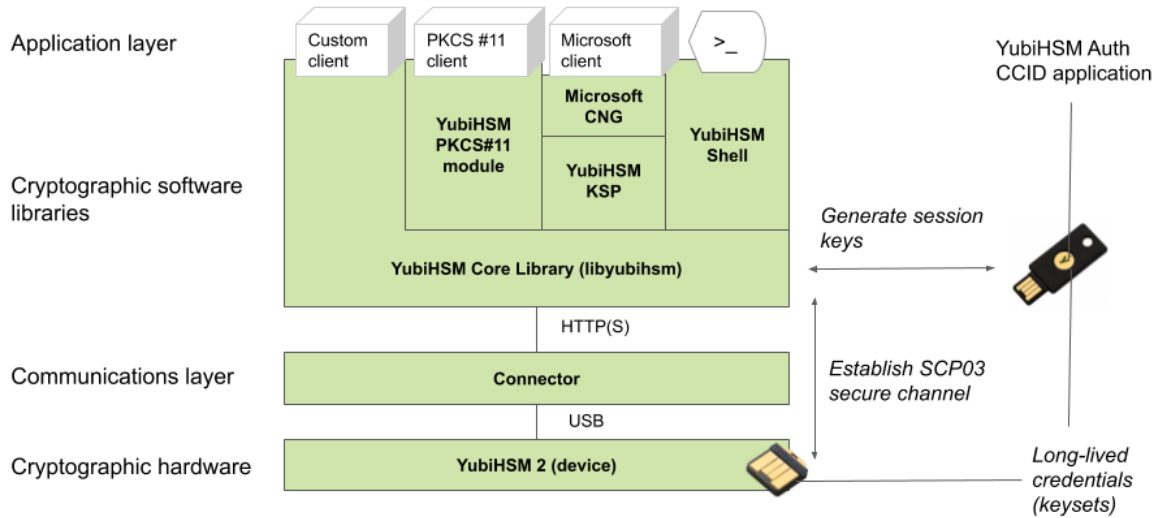 Application layer
Custom
client
PKCS #11
client
Microsoft
client
>_
YubiHSM Auth
CCID application
Microsoft
CNG
YubiHSM
PKCS#11
module
YubiHSM
KSP
YubiHSM
Shell
Cryptographic software
libraries
Generate session
keys
YubiHSM Core Library (libyubihsm)
HTTP(S)
Communications layer
Connector
Establish SCP03
secure channel
USB
Cryptographic hardware
YubiHSM 2 (device)
Long-lived
credentials
(keysets)